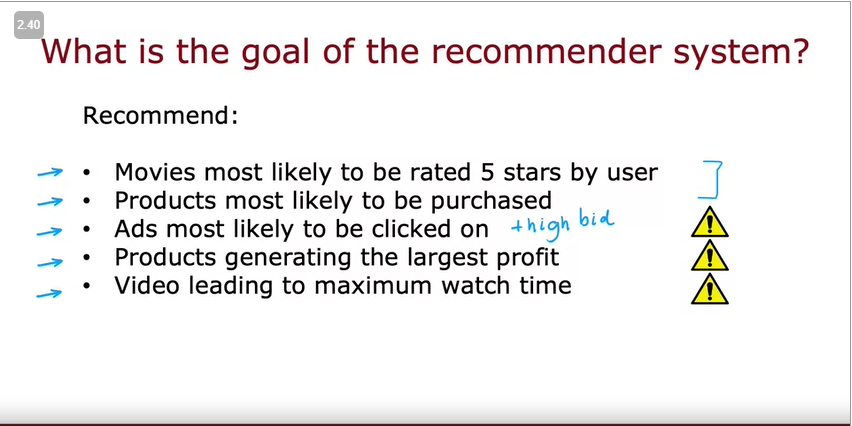 2.40
What is the goal of the recommender system?
Recommend:
• Movies most likely to be rated 5 stars by user
• Products most likely to be purchased
• Ads most likely to be clicked on +high bid
• Products generating the largest profit
• Video leading to maximum watch time